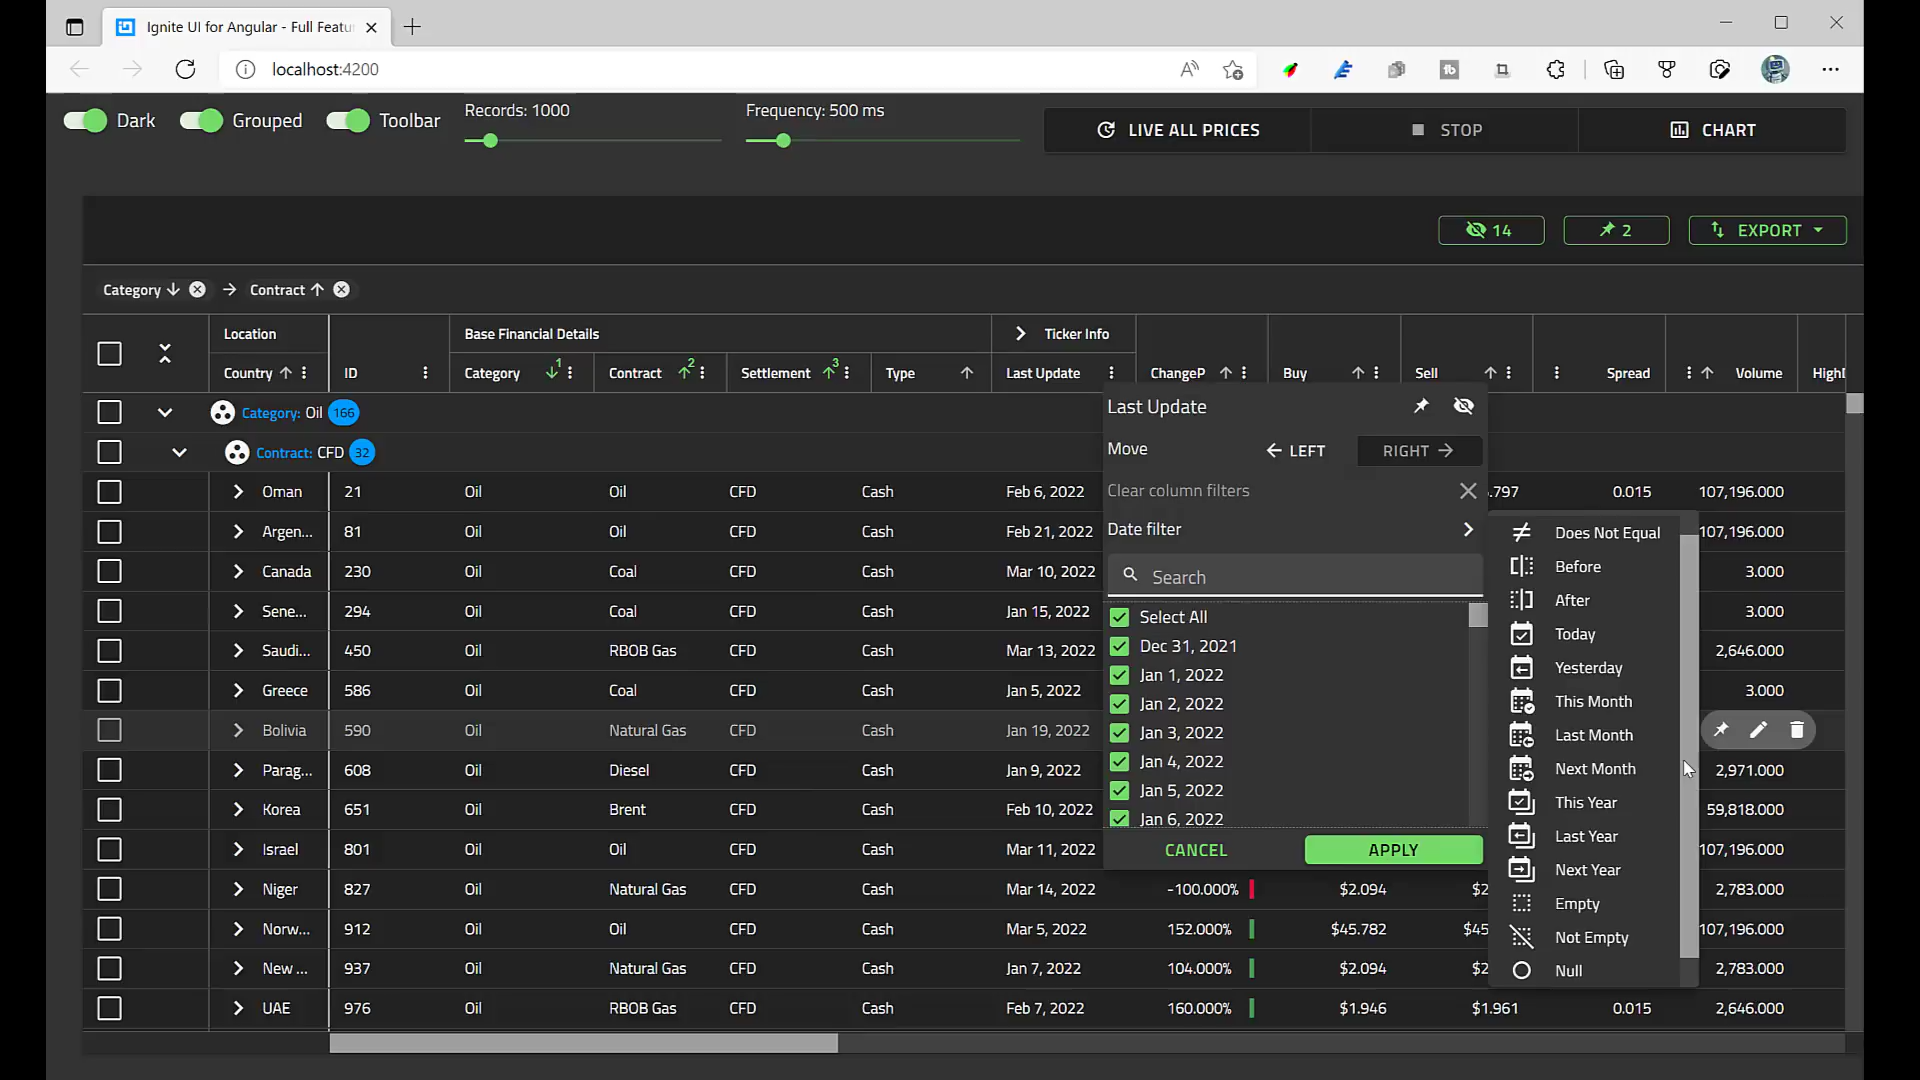 Ignite UI for Angular - Full Featu
localhost:4200
Dark Grouped Toolbar Records: 1000 Frequency: 500 ms LIVE ALL PRICES STOP CHART
14 2 EXPORT
Category Contract
Location Base Financial Details Ticker Info
Country ID Category 1 Contract 2 Settlement 3 Type Last Update ChangeP Buy Sell Spread Volume HighD
Category: Oil 166
Contract: CFD 32
Oman 21 Oil Oil CFD Cash Feb 6, 2022 .797 0.015 107,196.000
Argen... 81 Oil Oil CFD Cash Feb 21, 2022 107,196.000
Canada 230 Oil Coal CFD Cash Mar 10, 2022 3.000
Sene... 294 Oil Coal CFD Cash Jan 15, 2022 3.000
Saudi... 450 Oil RBOB Gas CFD Cash Mar 13, 2022 2,646.000
Greece 586 Oil Coal CFD Cash Jan 5, 2022 3.000
Bolivia 590 Oil Natural Gas CFD Cash Jan 19, 2022
Parag... 608 Oil Diesel CFD Cash Jan 9, 2022 2,971.000
Korea 651 Oil Brent CFD Cash Feb 10, 2022 59,818.000
Israel 801 Oil Oil CFD Cash Mar 11, 2022 107,196.000
Niger 827 Oil Natural Gas CFD Cash Mar 14, 2022 -100.000% $2.094 $2 2,783.000
Norw... 912 Oil Oil CFD Cash Mar 5, 2022 152.000% $45.782 $45 107,196.000
New ... 937 Oil Natural Gas CFD Cash Jan 7, 2022 104.000% $2.094 $2 2,783.000
UAE 976 Oil RBOB Gas CFD Cash Feb 7, 2022 160.000% $1.946 $1.961 0.015 2,646.000
Last Update
Move LEFT RIGHT
Clear column filters
Date filter
Search
Select All
Dec 31, 2021
Jan 1, 2022
Jan 2, 2022
Jan 3, 2022
Jan 4, 2022
Jan 5, 2022
Jan 6, 2022
CANCEL APPLY
Does Not Equal
Before
After
Today
Yesterday
This Month
Last Month
Next Month
This Year
Last Year
Next Year
Empty
Not Empty
Null